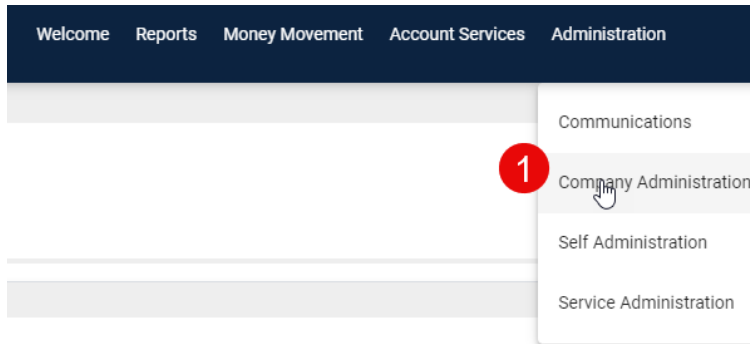 Welcome Reports Money Movement Account Services Administration
Communications
1
Company Administration
Self Administration
Service Administration